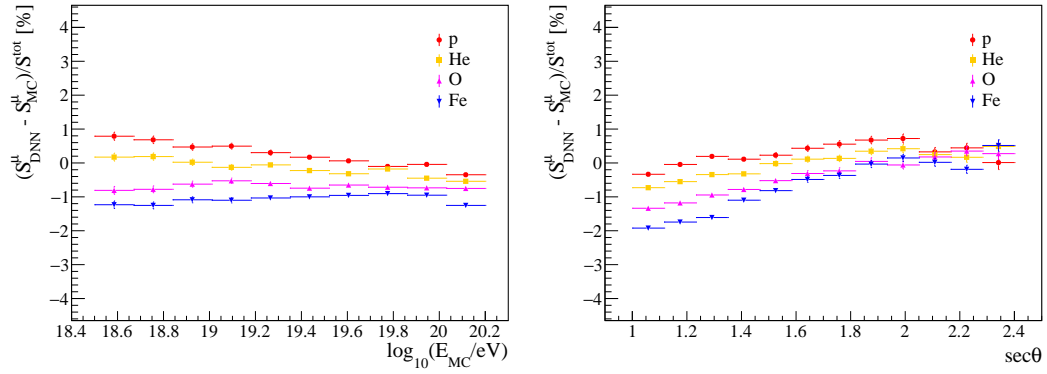 (S^μ_DNN - S^μ_MC)/S^tot [%]
4
3
2
1
0
−1
−2
−3
−4
p
He
O
Fe
18.4 18.6 18.8 19 19.2 19.4 19.6 19.8 20 20.2
log_10(E_MC/eV)
(S^μ_DNN - S^μ_MC)/S^tot [%]
4
3
2
1
0
−1
−2
−3
−4
p
He
O
Fe
1 1.2 1.4 1.6 1.8 2 2.2 2.4
secθ